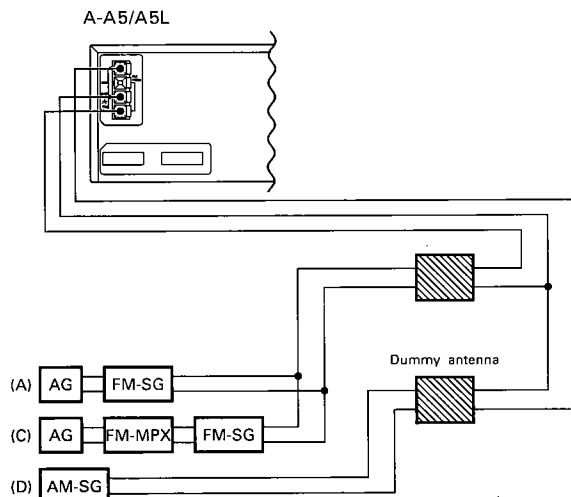 A-A5/A5L
Dummy antenna
(A) AG FM-SG
(C) AG FM-MPX FM-SG
(D) AM-SG